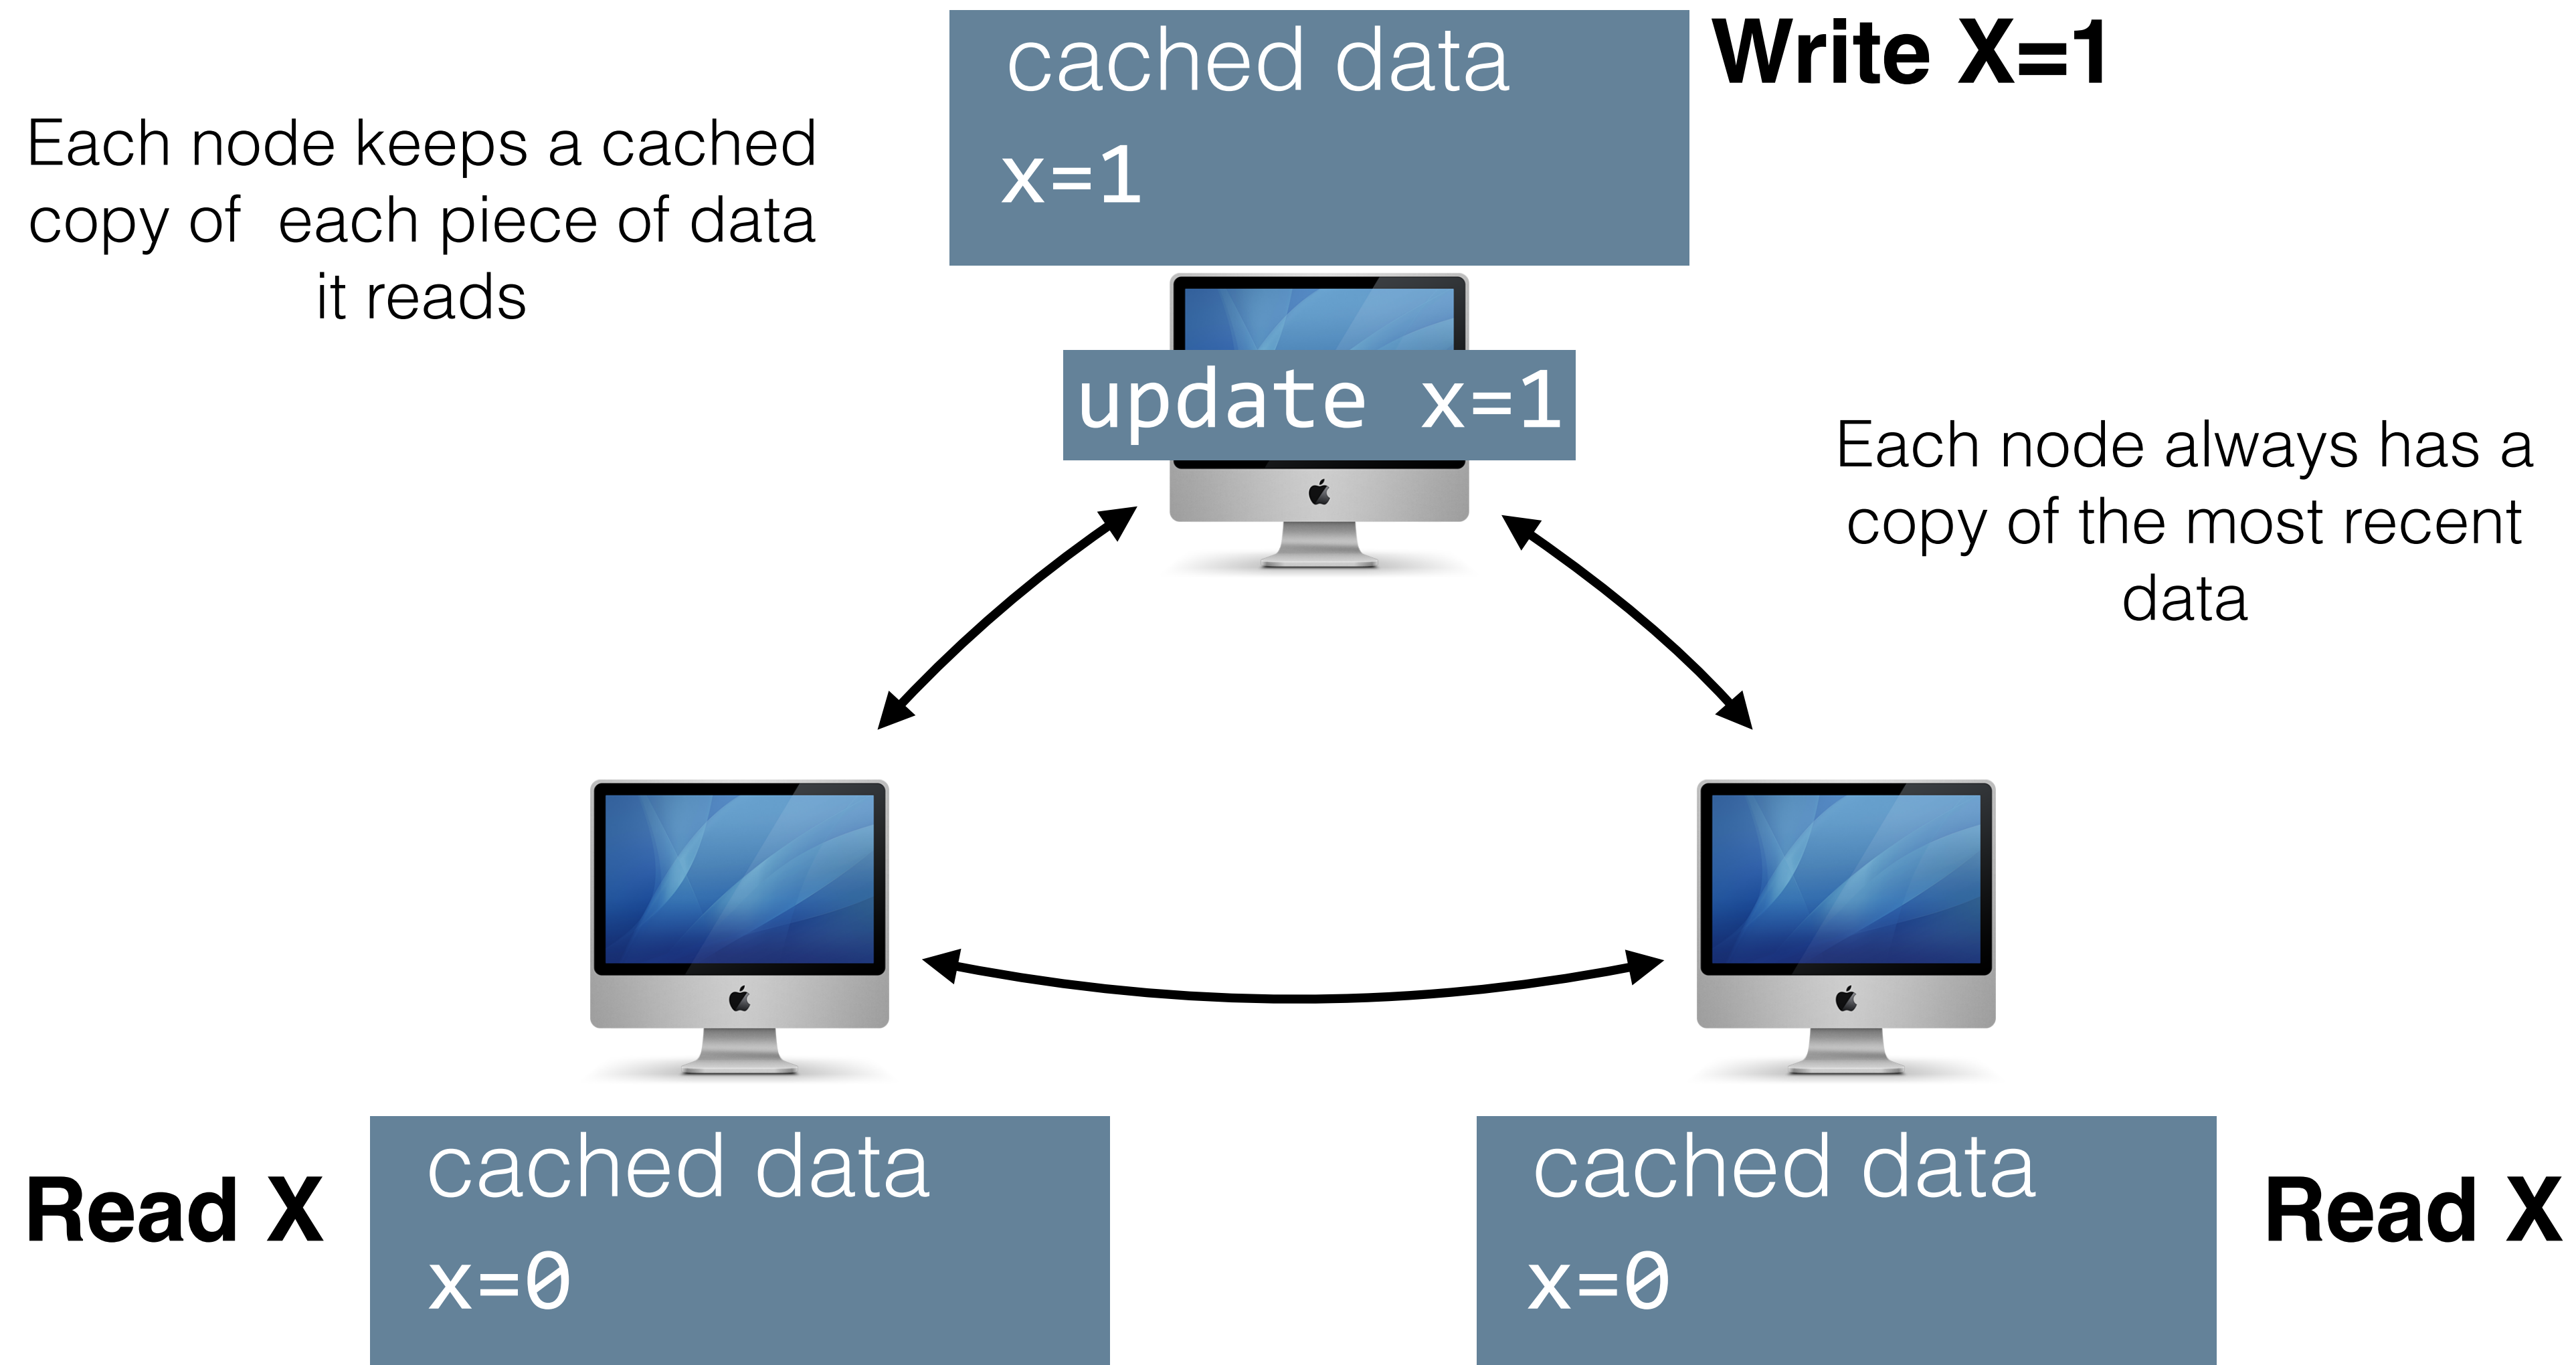 cached data
x=1
Write X=1
Each node keeps a cached
copy of  each piece of data
it reads
update x=1
Each node always has a
copy of the most recent
data
Read X
cached data
x=0
cached data
x=0
Read X